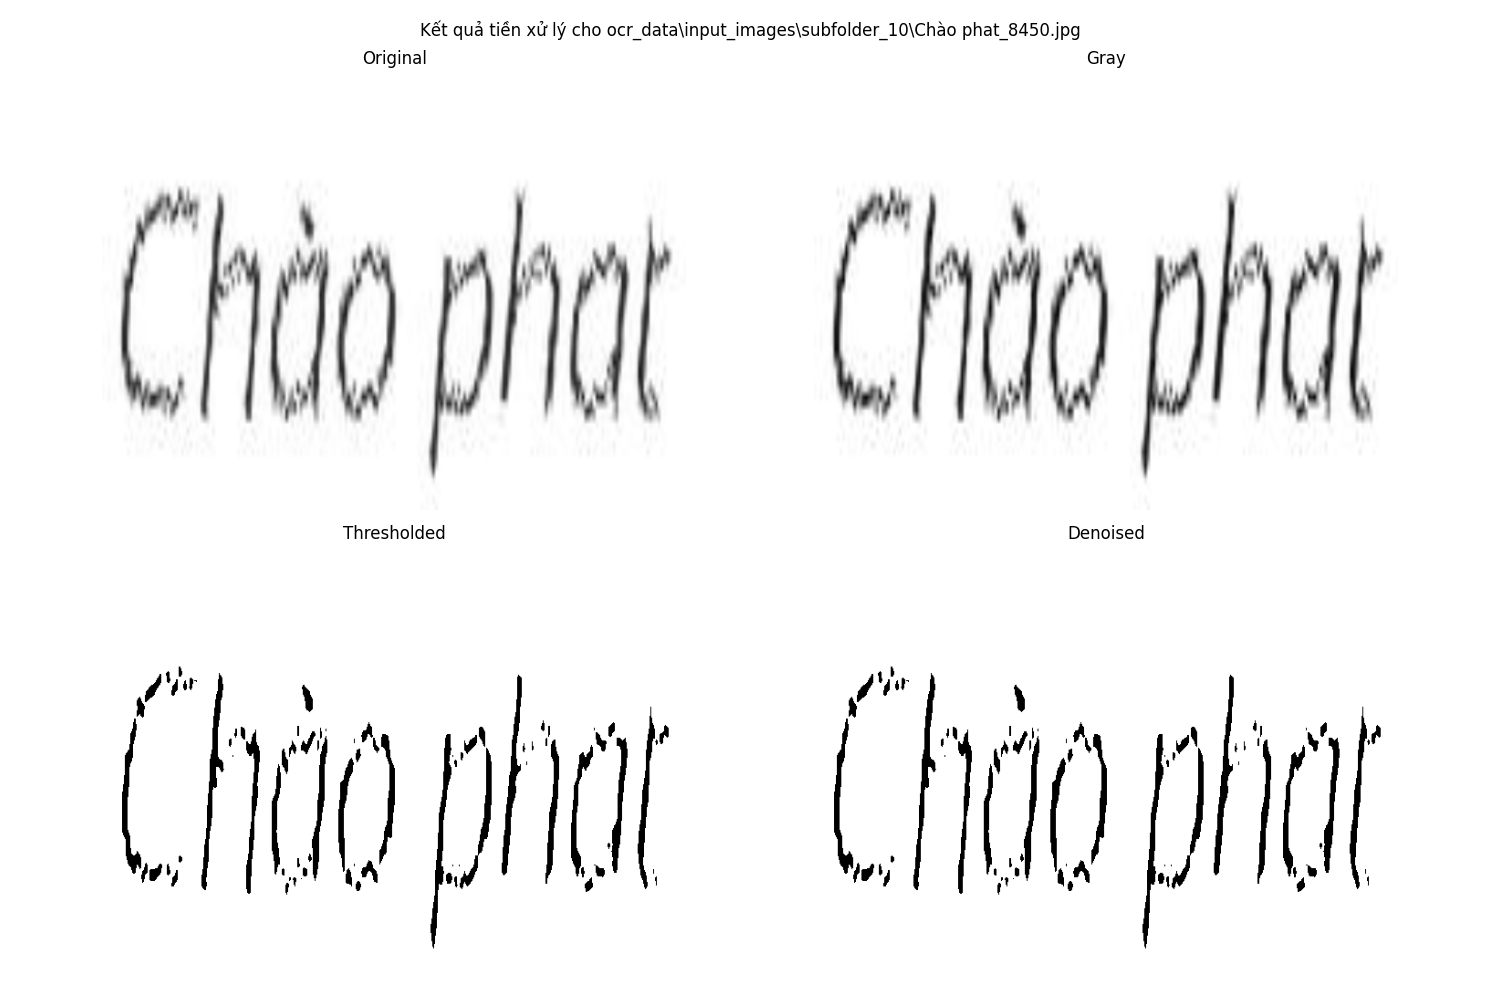 Kết quả tiền xử lý cho ocr_data\input_images\subfolder_10\Chào phat_8450.jpg
Original
Gray
Chào phat
Chào phat
Thresholded
Denoised
Chào phat
Chào phat